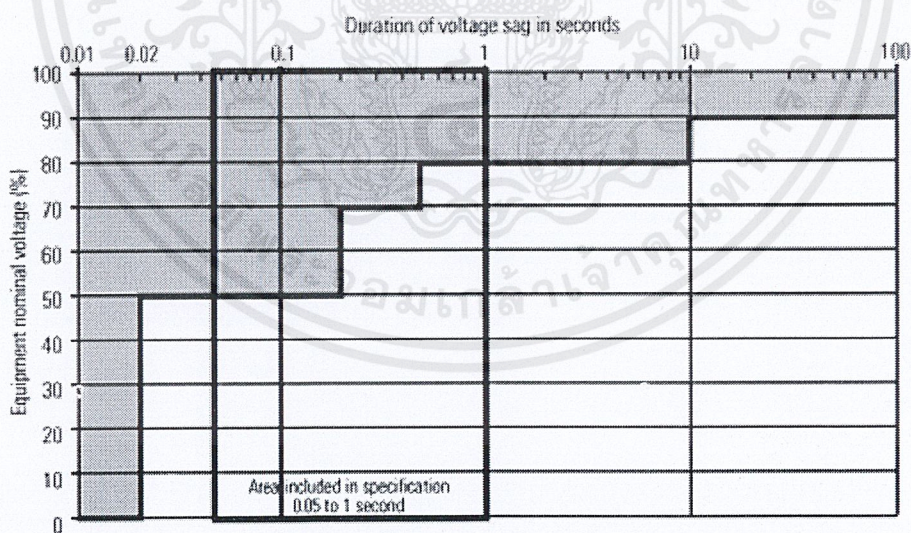 Duration of voltage sag in seconds
0.01 0.02 0.1 1 10 100
Equipment nominal voltage (%)
100
90
80
70
60
50
40
30
20
10
0
Area included in specification
0.05 to 1 second